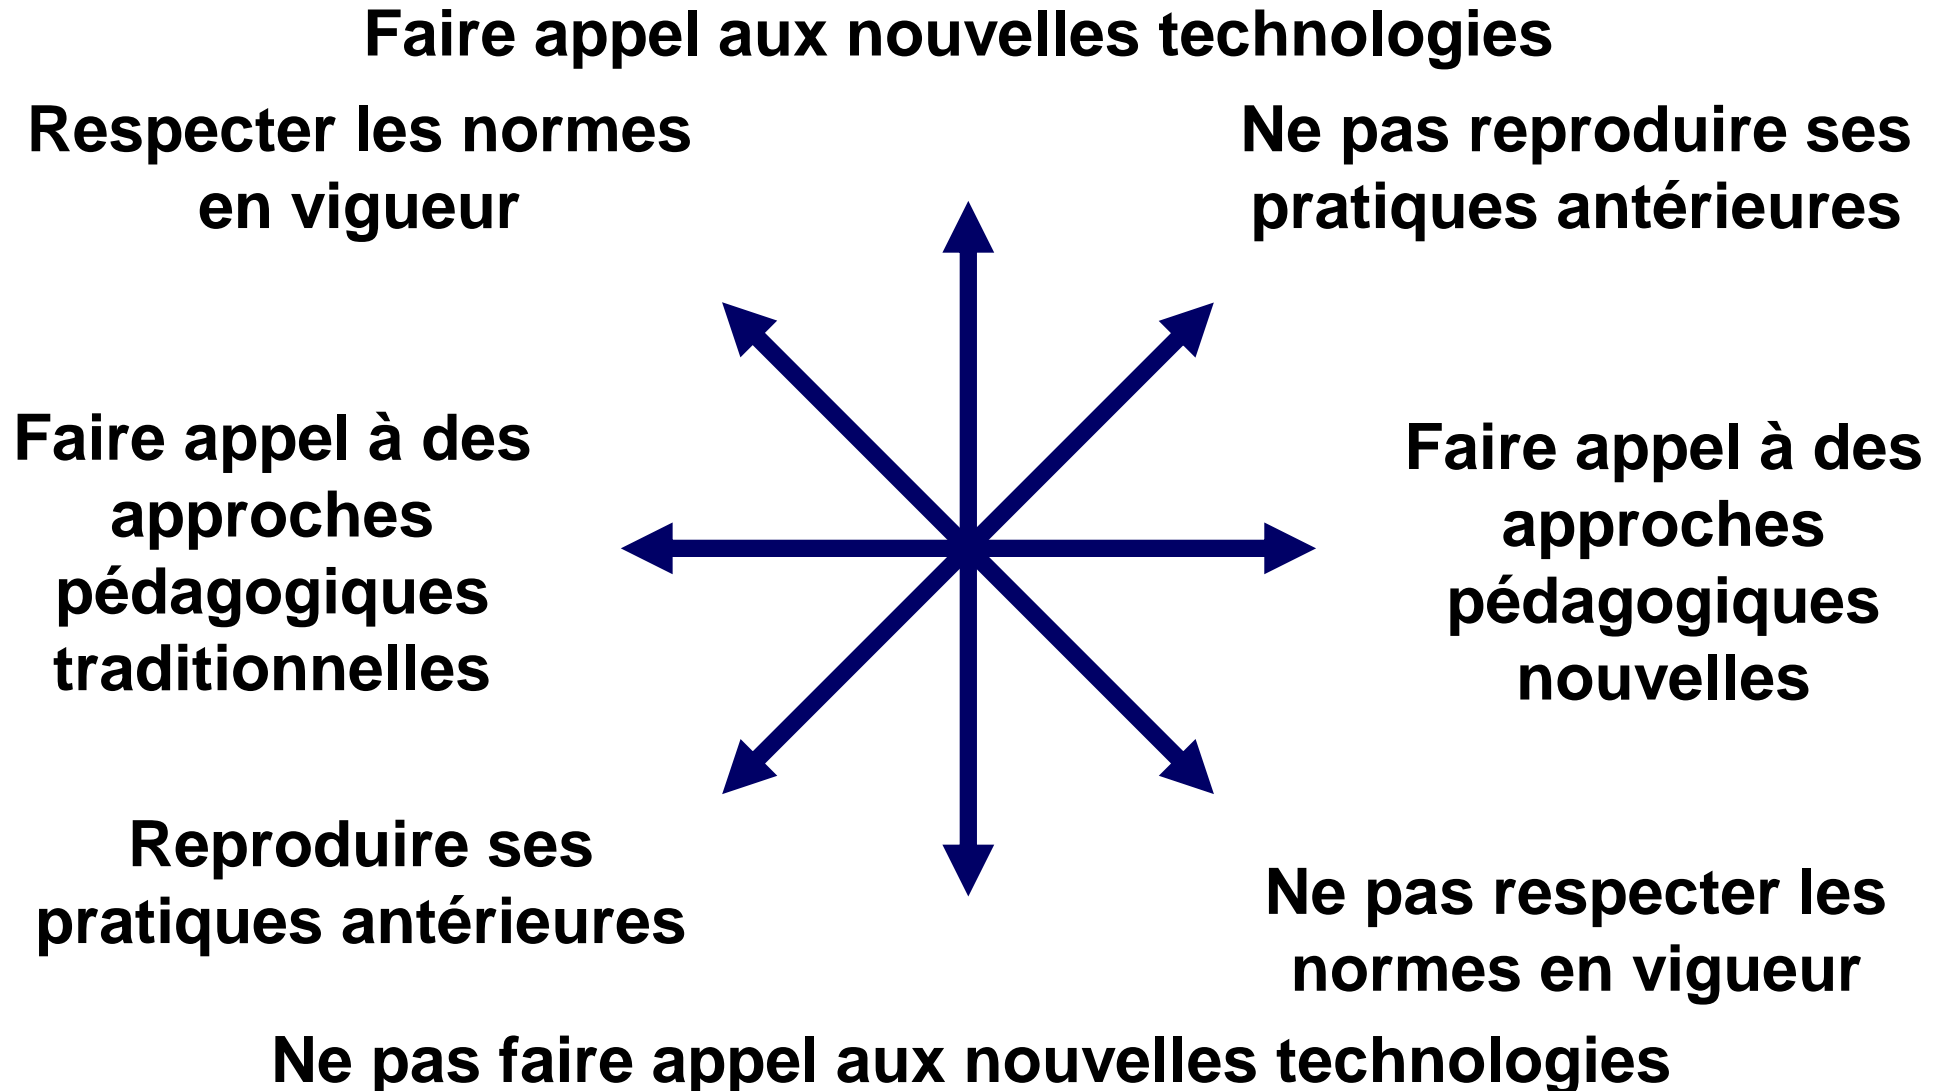 Faire appel aux nouvelles technologies
Respecter les normes
en vigueur
Ne pas reproduire ses
pratiques antérieures
Faire appel à des
approches
pédagogiques
traditionnelles
Faire appel à des
approches
pédagogiques
nouvelles
Reproduire ses
pratiques antérieures
Ne pas respecter les
normes en vigueur
Ne pas faire appel aux nouvelles technologies